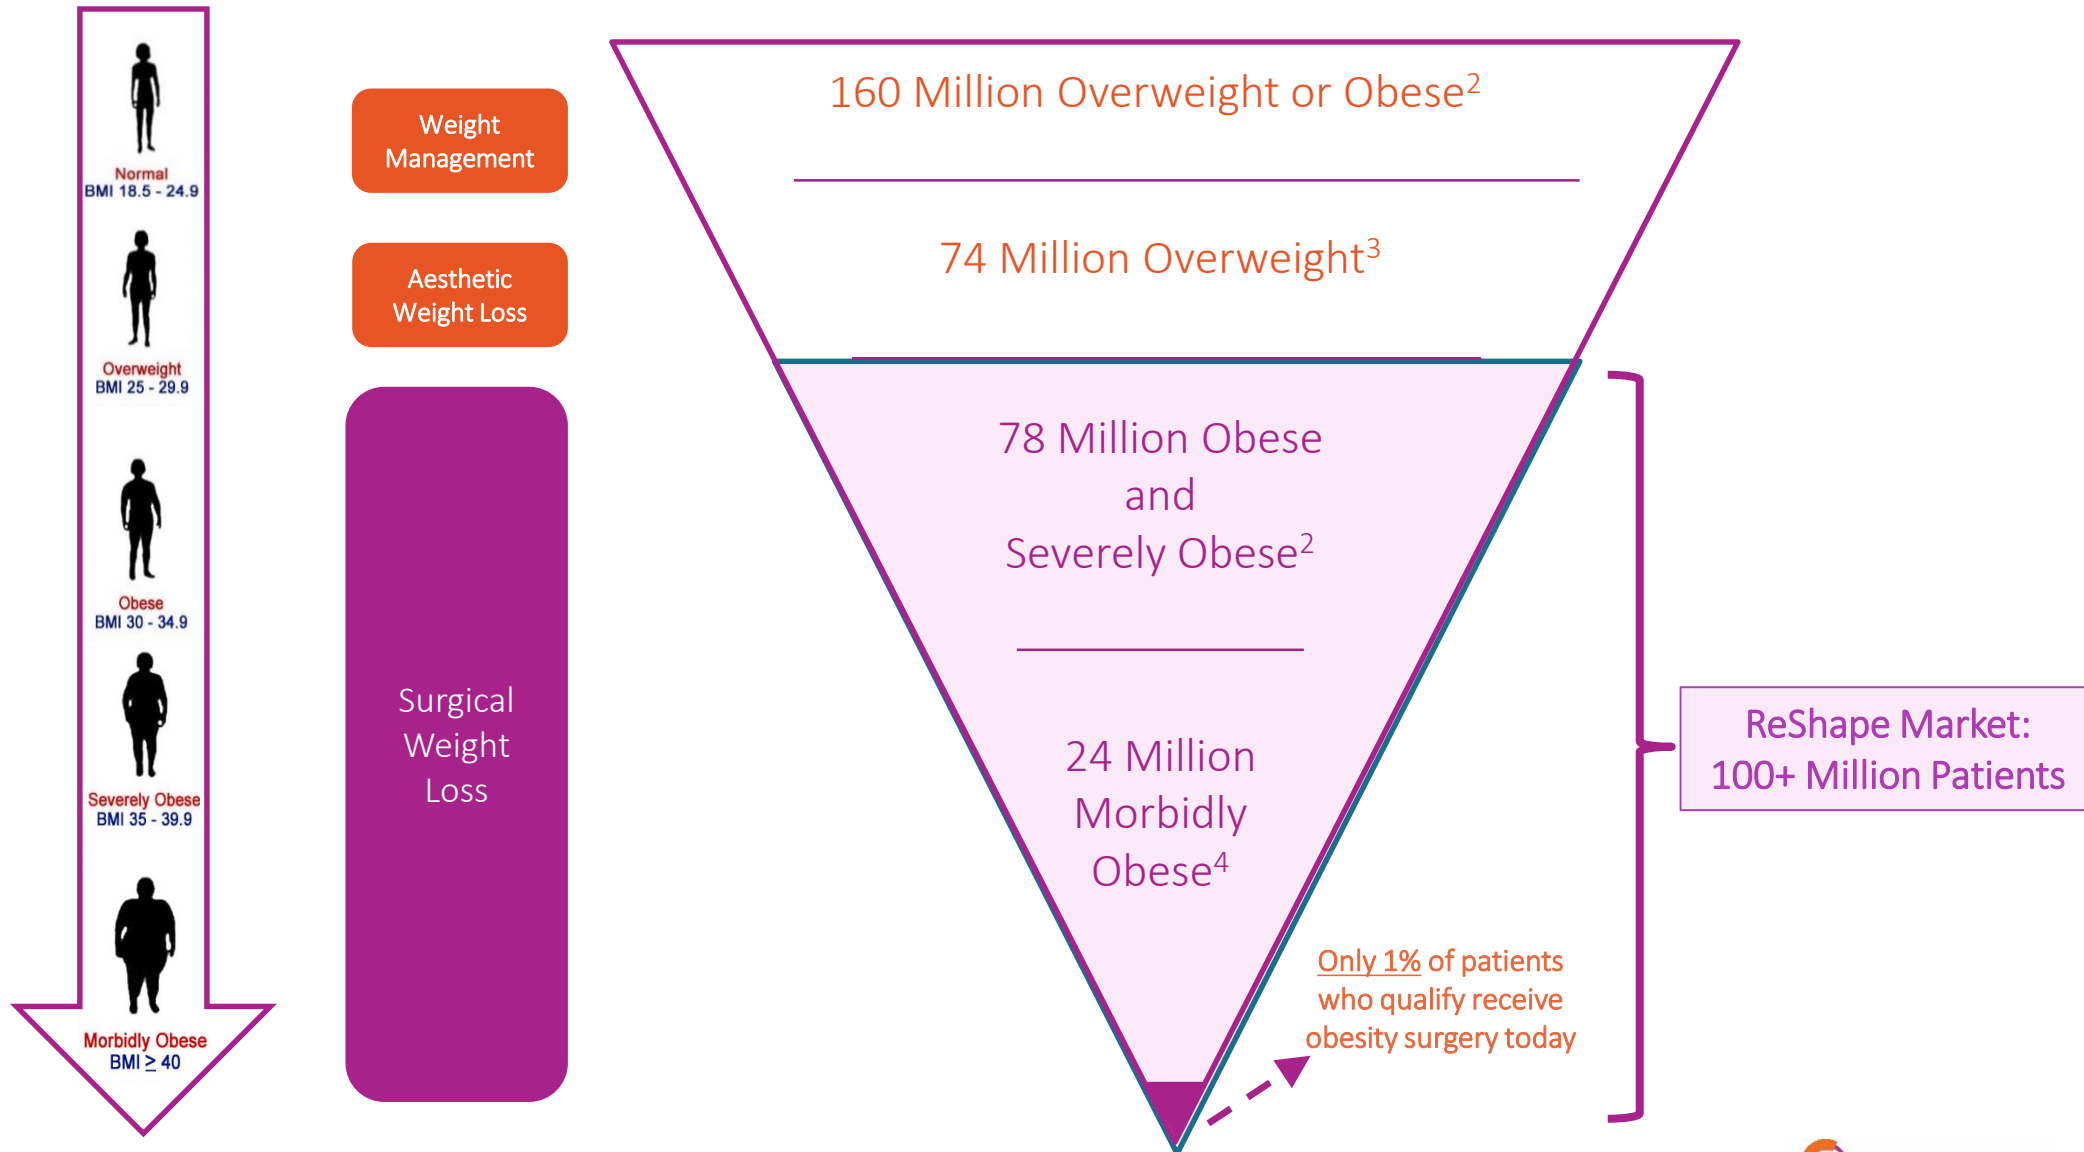 Normal
BMI 18.5 - 24.9
Overweight
BMI 25 - 29.9
Obese
BMI 30 - 34.9
Severely Obese
BMI 35 - 39.9
Morbidly Obese
BMI ≥ 40
Weight
Management
Aesthetic
Weight Loss
Surgical
Weight
Loss
160 Million Overweight or Obese²
74 Million Overweight³
78 Million Obese
and
Severely Obese²
24 Million
Morbidly
Obese⁴
Only 1% of patients
who qualify receive
obesity surgery today
ReShape Market:
100+ Million Patients